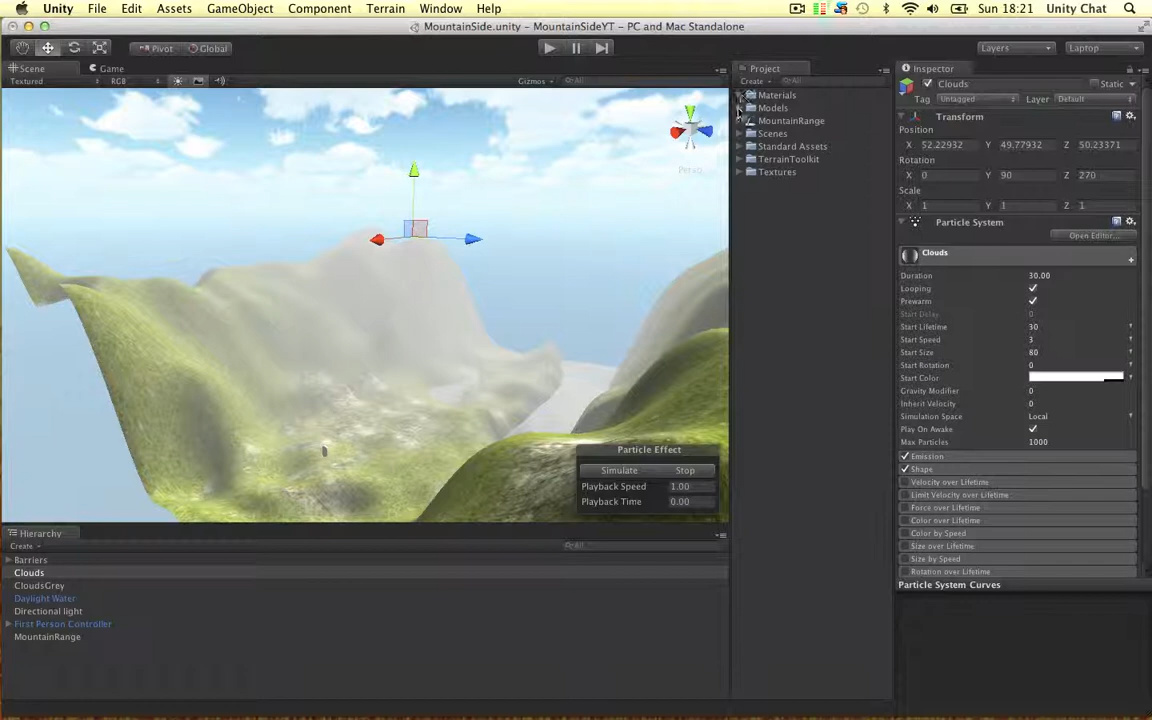 Unity File Edit Assets GameObject Component Terrain Window Help Sun 18:21 Unity Chat
MountainSide.unity - MountainSideYT - PC and Mac Standalone
Pivot Global Layers Laptop
Scene Game
Textured RGB Gizmos All
Persp
Particle Effect
Simulate Stop
Playback Speed 1.00
Playback Time 0.00
Hierarchy
Create All
Barriers
Clouds
CloudsGrey
Daylight Water
Directional light
First Person Controller
MountainRange
Project
Create All
Materials
Models
MountainRange
Scenes
Standard Assets
TerrainToolkit
Textures
Inspector
Clouds Static
Tag Untagged Layer Default
Transform
Position
X 52.22932 Y 49.77932 Z 50.23371
Rotation
X 0 Y 90 Z 270
Scale
X 1 Y 1 Z 1
Particle System
Open Editor...
Clouds
Duration 30.00
Looping
Prewarm
Start Delay 0
Start Lifetime 30
Start Speed 3
Start Size 80
Start Rotation 0
Start Color
Gravity Modifier 0
Inherit Velocity 0
Simulation Space Local
Play On Awake
Max Particles 1000
Emission
Shape
Velocity over Lifetime
Limit Velocity over Lifetime
Force over Lifetime
Color over Lifetime
Color by Speed
Size over Lifetime
Size by Speed
Rotation over Lifetime
Particle System Curves